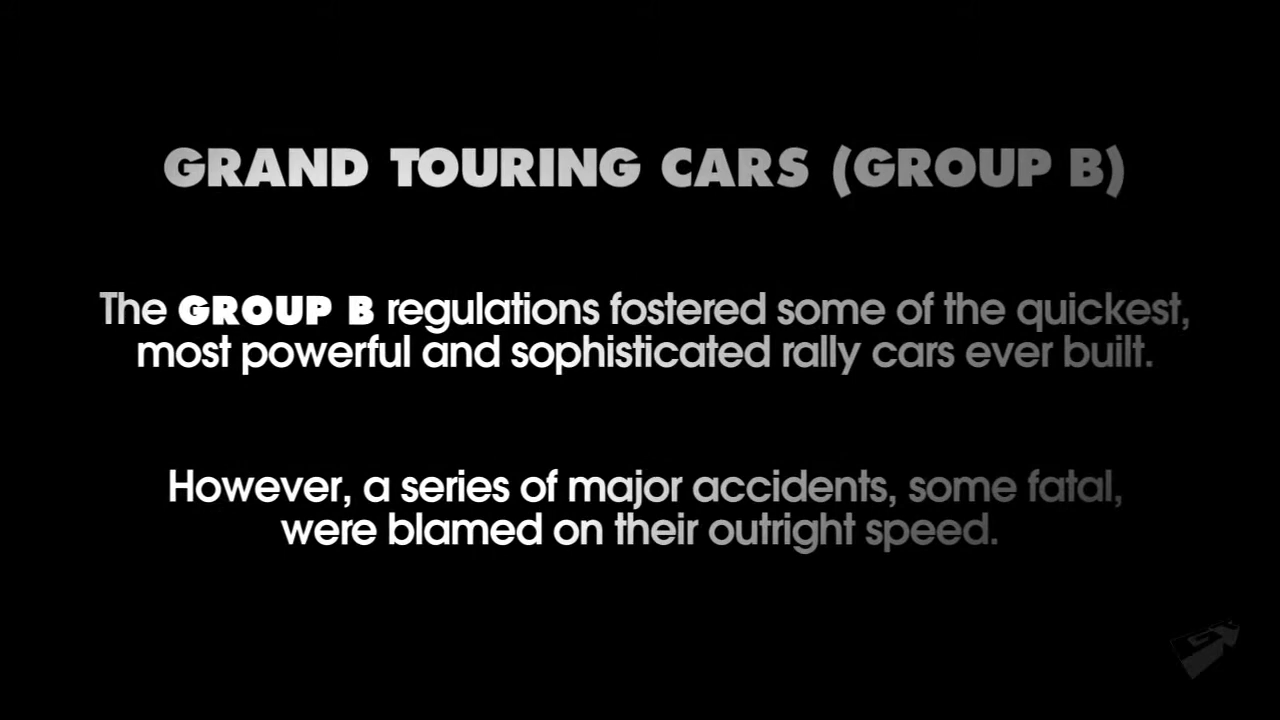 GRAND TOURING CARS (GROUP B)
The GROUP B regulations fostered some of the quickest,
most powerful and sophisticated rally cars ever built.
However, a series of major accidents, some fatal,
were blamed on their outright speed.